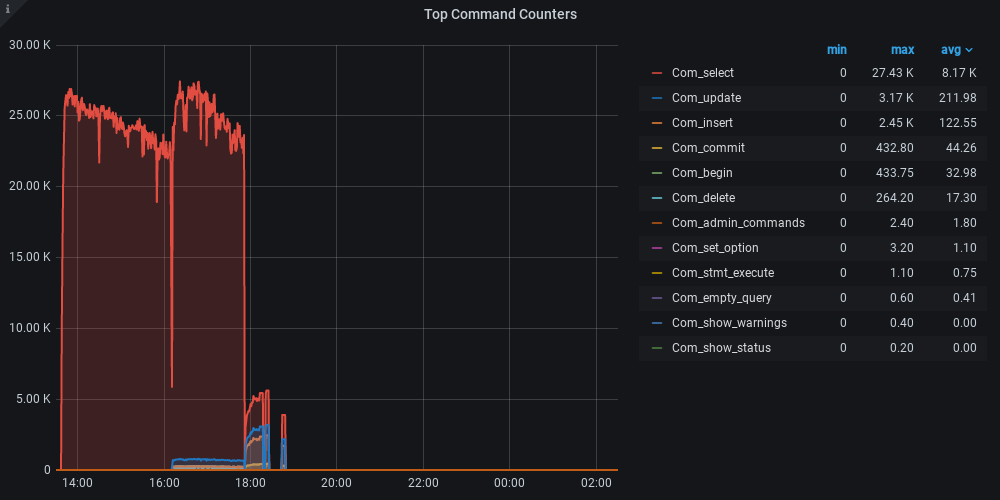 i
Top Command Counters
30.00 K
25.00 K
20.00 K
15.00 K
10.00 K
5.00 K
0
14:00 16:00 18:00 20:00 22:00 00:00 02:00
min max avg
Com_select 0 27.43 K 8.17 K
Com_update 0 3.17 K 211.98
Com_insert 0 2.45 K 122.55
Com_commit 0 432.80 44.26
Com_begin 0 433.75 32.98
Com_delete 0 264.20 17.30
Com_admin_commands 0 2.40 1.80
Com_set_option 0 3.20 1.10
Com_stmt_execute 0 1.10 0.75
Com_empty_query 0 0.60 0.41
Com_show_warnings 0 0.40 0.00
Com_show_status 0 0.20 0.00